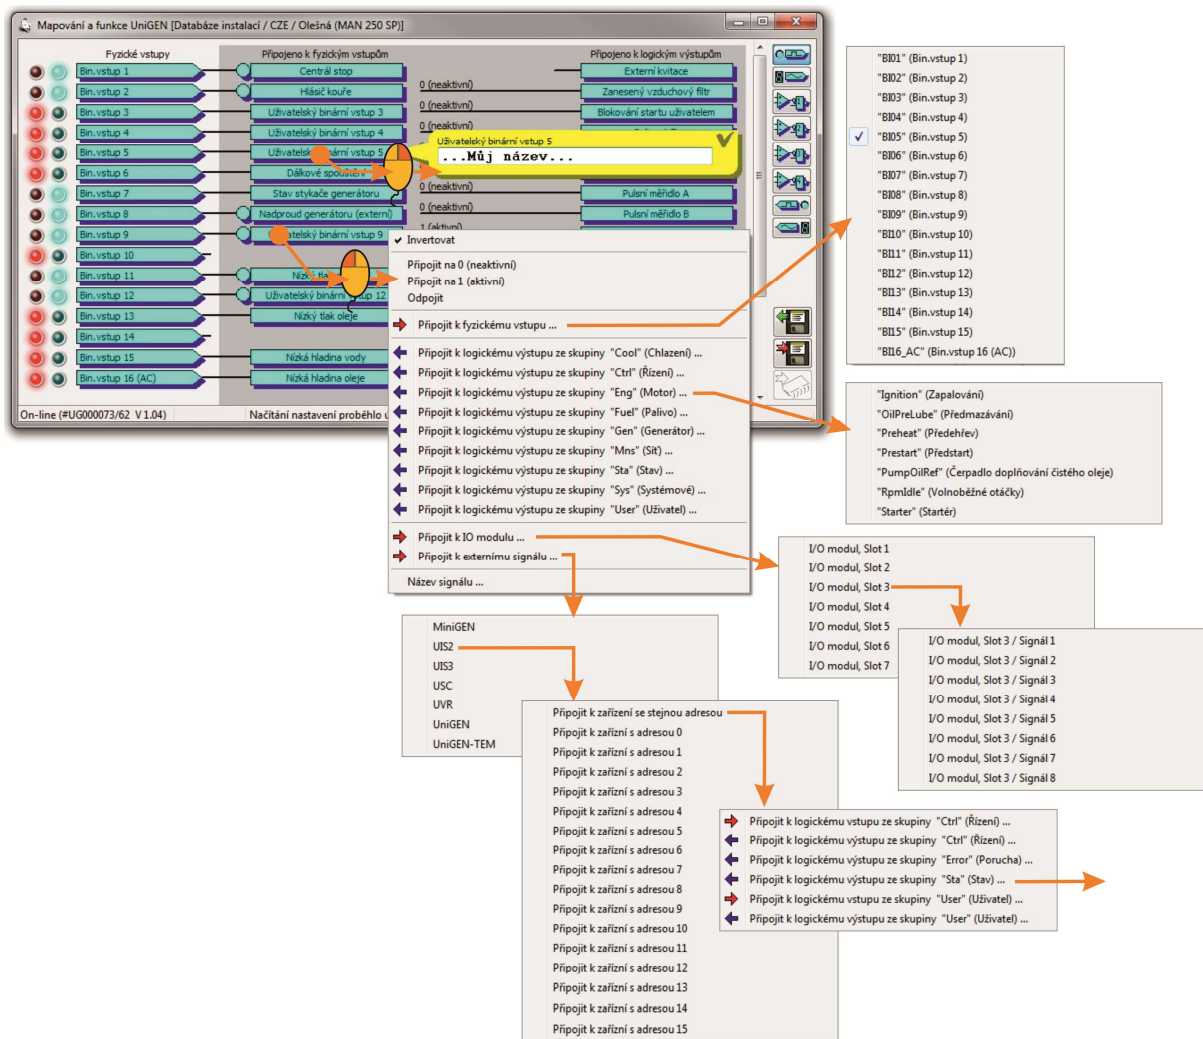 Mapování a funkce UniGEN [Databáze instalací / CZE / Olešná (MAN 250 SP)]
Fyzické vstupy
Připojeno k fyzickým vstupům
Připojeno k logickým výstupům
Bin.vstup 1
Centrál stop
Externí kvitace
Bin.vstup 2
Hlásič kouře
0 (neaktivní)
Zanesený vzduchový filtr
Bin.vstup 3
Uživatelský binární vstup 3
0 (neaktivní)
Blokování startu uživatelem
Bin.vstup 4
Uživatelský binární vstup 4
0 (neaktivní)
Bin.vstup 5
Uživatelský binární vstup 5
Uživatelský binární vstup 5
...Můj název...
Bin.vstup 6
Dálkové spouštění
Bin.vstup 7
Stav stykače generátoru
0 (neaktivní)
Pulsní měřidlo A
Bin.vstup 8
Nadproud generátoru (externí)
0 (neaktivní)
Pulsní měřidlo B
Bin.vstup 9
atelský binární vstup 9
1 (aktivní)
Bin.vstup 10
Bin.vstup 11
Nízký tlak
Bin.vstup 12
Uživatelský binární vstup 12
Bin.vstup 13
Nízký tlak oleje
Bin.vstup 14
Bin.vstup 15
Nízká hladina vody
Bin.vstup 16 (AC)
Nízká hladina oleje
On-line (#UG000073/62 V 1.04)
Načítání nastavení proběhlo ú
Invertovat
Připojit na 0 (neaktivní)
Připojit na 1 (aktivní)
Odpojit
Připojit k fyzickému vstupu ...
Připojit k logickému výstupu ze skupiny "Cool" (Chlazení) ...
Připojit k logickému výstupu ze skupiny "Ctrl" (Řízení) ...
Připojit k logickému výstupu ze skupiny "Eng" (Motor) ...
Připojit k logickému výstupu ze skupiny "Fuel" (Palivo) ...
Připojit k logickému výstupu ze skupiny "Gen" (Generátor) ...
Připojit k logickému výstupu ze skupiny "Mns" (Síť) ...
Připojit k logickému výstupu ze skupiny "Sta" (Stav) ...
Připojit k logickému výstupu ze skupiny "Sys" (Systémové) ...
Připojit k logickému výstupu ze skupiny "User" (Uživatel) ...
Připojit k IO modulu ...
Připojit k externímu signálu ...
Název signálu ...
"BI01" (Bin.vstup 1)
"BI02" (Bin.vstup 2)
"BI03" (Bin.vstup 3)
"BI04" (Bin.vstup 4)
"BI05" (Bin.vstup 5)
"BI06" (Bin.vstup 6)
"BI07" (Bin.vstup 7)
"BI08" (Bin.vstup 8)
"BI09" (Bin.vstup 9)
"BI10" (Bin.vstup 10)
"BI11" (Bin.vstup 11)
"BI12" (Bin.vstup 12)
"BI13" (Bin.vstup 13)
"BI14" (Bin.vstup 14)
"BI15" (Bin.vstup 15)
"BI16_AC" (Bin.vstup 16 (AC))
"Ignition" (Zapalování)
"OilPreLube" (Předmazávání)
"Preheat" (Předehřev)
"Prestart" (Předstart)
"PumpOilRef" (Čerpadlo doplňování čistého oleje)
"RpmIdle" (Volnoběžné otáčky)
"Starter" (Startér)
I/O modul, Slot 1
I/O modul, Slot 2
I/O modul, Slot 3
I/O modul, Slot 4
I/O modul, Slot 5
I/O modul, Slot 6
I/O modul, Slot 7
I/O modul, Slot 3 / Signál 1
I/O modul, Slot 3 / Signál 2
I/O modul, Slot 3 / Signál 3
I/O modul, Slot 3 / Signál 4
I/O modul, Slot 3 / Signál 5
I/O modul, Slot 3 / Signál 6
I/O modul, Slot 3 / Signál 7
I/O modul, Slot 3 / Signál 8
MiniGEN
UIS2
UIS3
USC
UVR
UniGEN
UniGEN-TEM
Připojit k zařízení se stejnou adresou
Připojit k zařízní s adresou 0
Připojit k zařízní s adresou 1
Připojit k zařízní s adresou 2
Připojit k zařízní s adresou 3
Připojit k zařízní s adresou 4
Připojit k zařízní s adresou 5
Připojit k zařízní s adresou 6
Připojit k zařízní s adresou 7
Připojit k zařízní s adresou 8
Připojit k zařízní s adresou 9
Připojit k zařízní s adresou 10
Připojit k zařízní s adresou 11
Připojit k zařízní s adresou 12
Připojit k zařízní s adresou 13
Připojit k zařízní s adresou 14
Připojit k zařízní s adresou 15
Připojit k logickému vstupu ze skupiny "Ctrl" (Řízení) ...
Připojit k logickému výstupu ze skupiny "Ctrl" (Řízení) ...
Připojit k logickému výstupu ze skupiny "Error" (Porucha) ...
Připojit k logickému výstupu ze skupiny "Sta" (Stav) ...
Připojit k logickému vstupu ze skupiny "User" (Uživatel) ...
Připojit k logickému výstupu ze skupiny "User" (Uživatel) ...